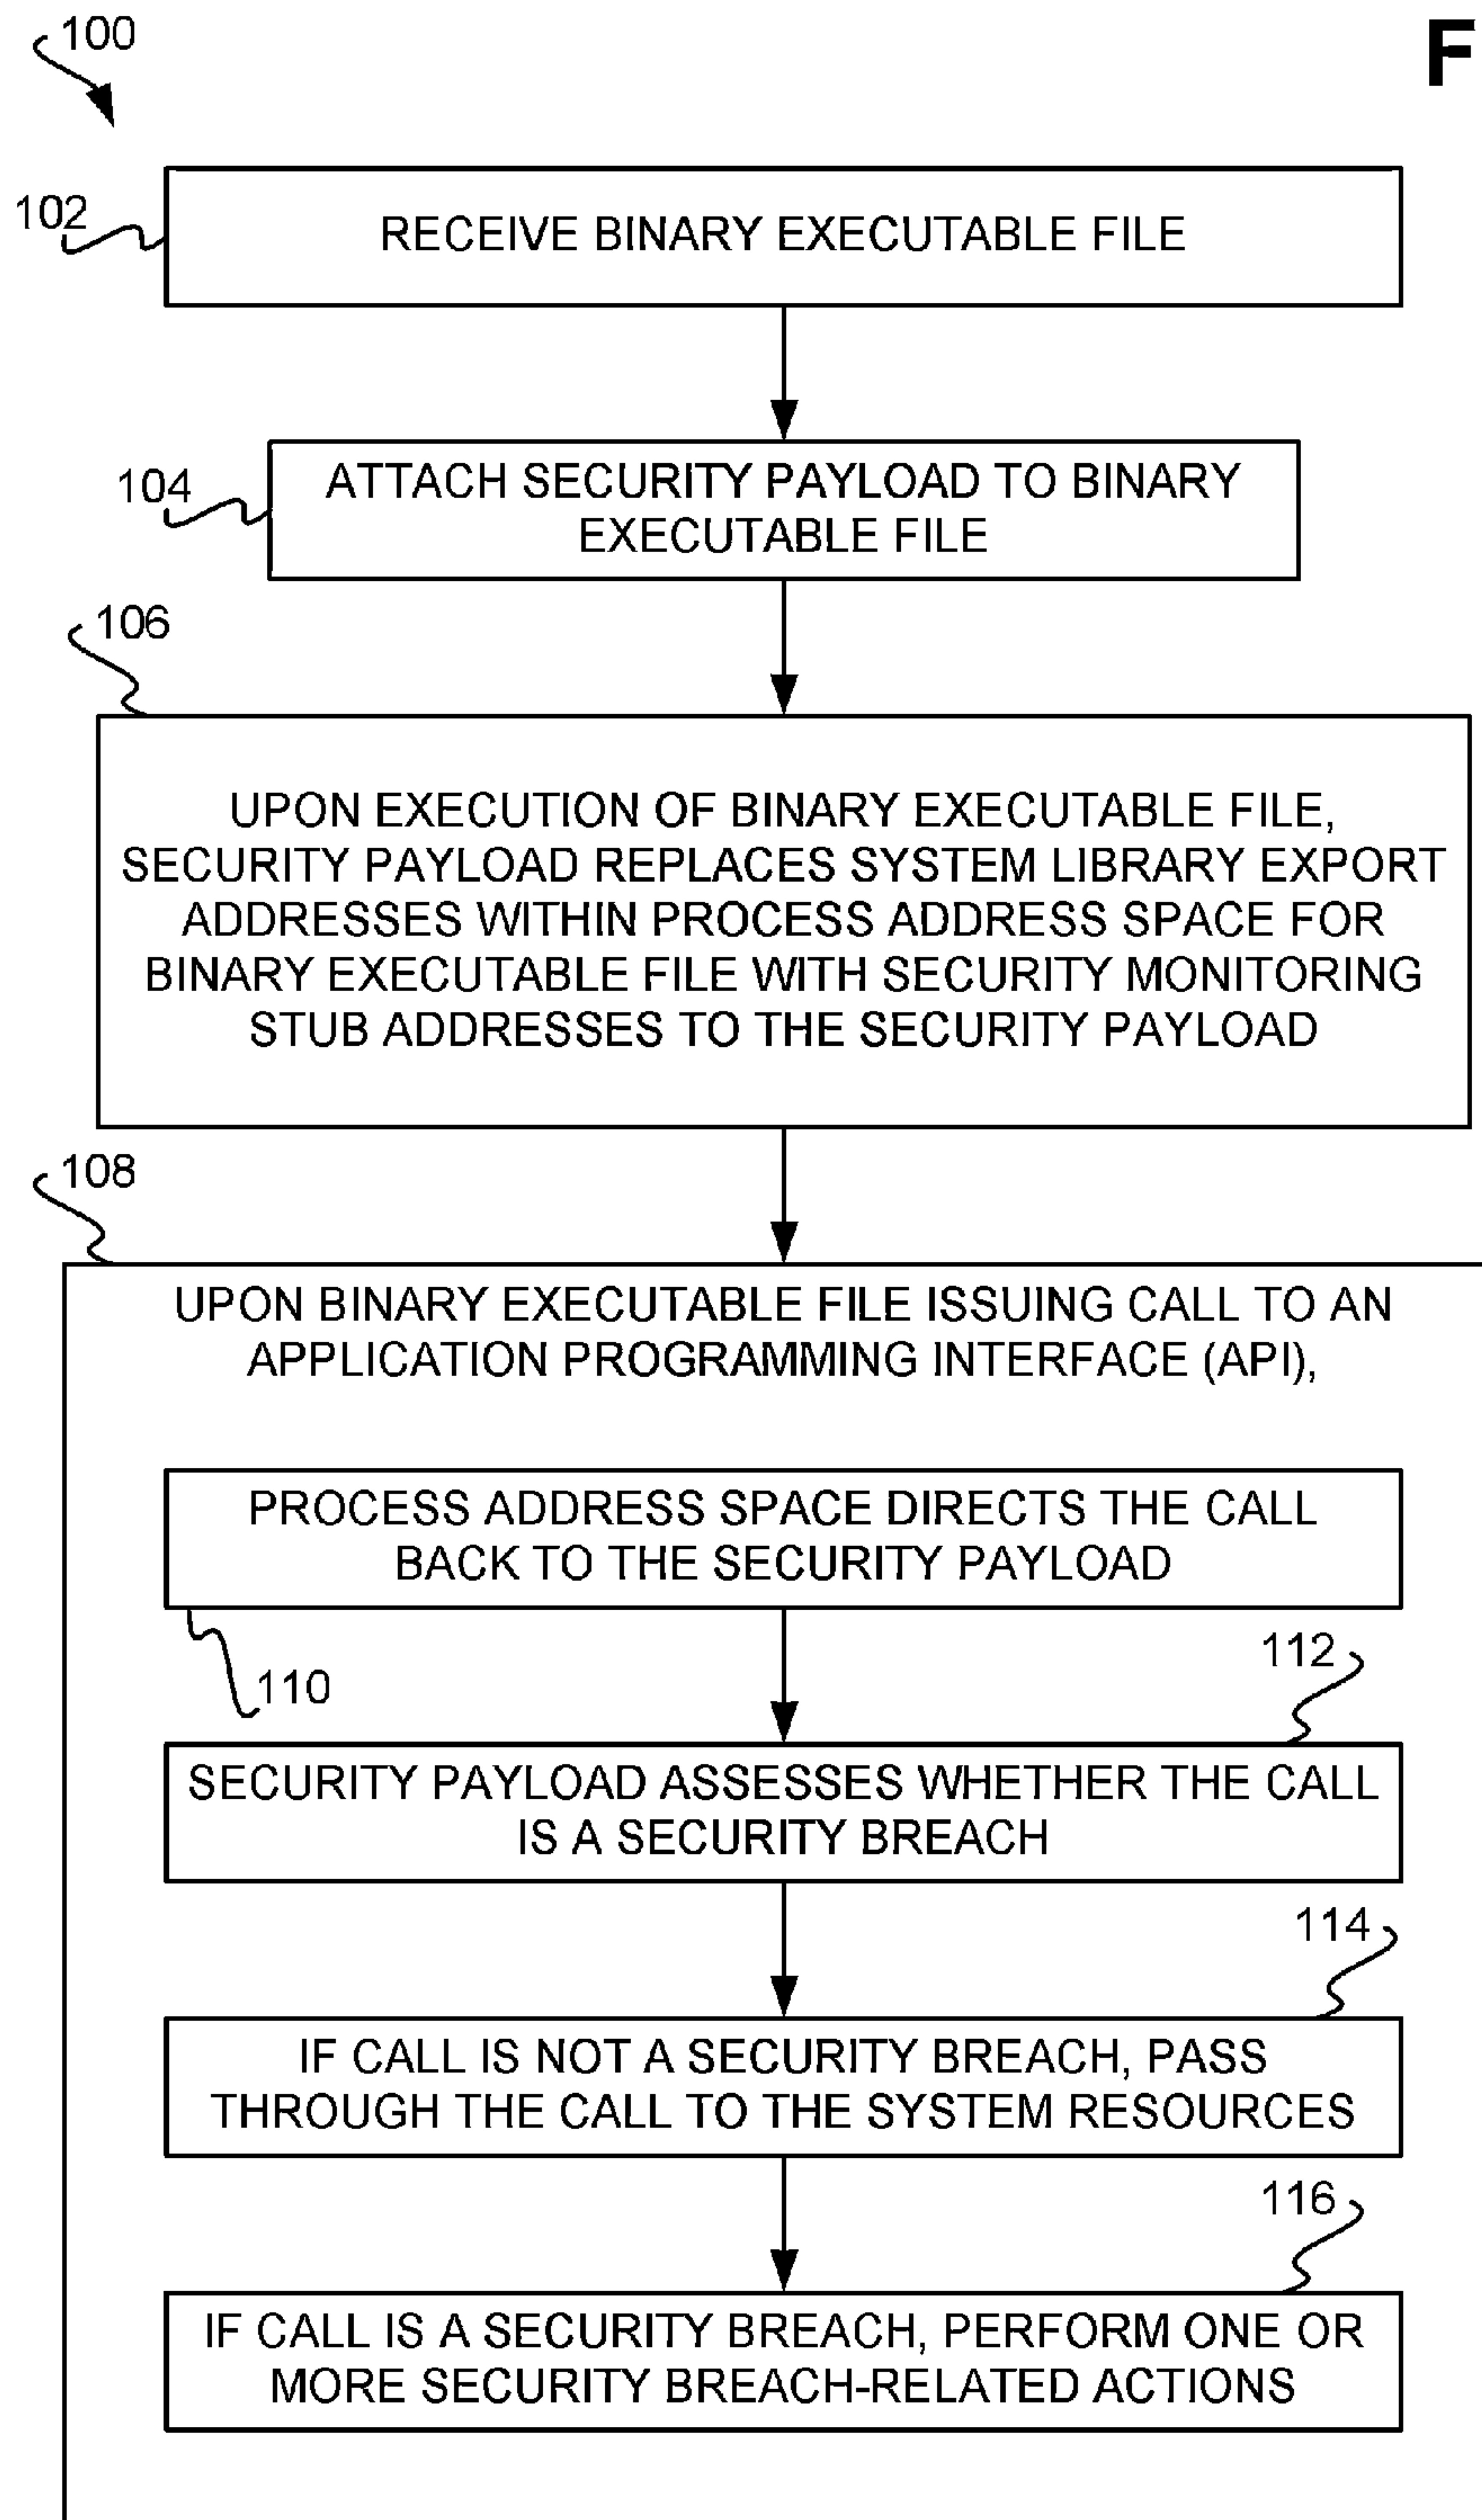 100
F
102
RECEIVE BINARY EXECUTABLE FILE
104
ATTACH SECURITY PAYLOAD TO BINARY
EXECUTABLE FILE
106
UPON EXECUTION OF BINARY EXECUTABLE FILE,
SECURITY PAYLOAD REPLACES SYSTEM LIBRARY EXPORT
ADDRESSES WITHIN PROCESS ADDRESS SPACE FOR
BINARY EXECUTABLE FILE WITH SECURITY MONITORING
STUB ADDRESSES TO THE SECURITY PAYLOAD
108
UPON BINARY EXECUTABLE FILE ISSUING CALL TO AN
APPLICATION PROGRAMMING INTERFACE (API),
PROCESS ADDRESS SPACE DIRECTS THE CALL
BACK TO THE SECURITY PAYLOAD
110
112
SECURITY PAYLOAD ASSESSES WHETHER THE CALL
IS A SECURITY BREACH
114
IF CALL IS NOT A SECURITY BREACH, PASS
THROUGH THE CALL TO THE SYSTEM RESOURCES
116
IF CALL IS A SECURITY BREACH, PERFORM ONE OR
MORE SECURITY BREACH-RELATED ACTIONS